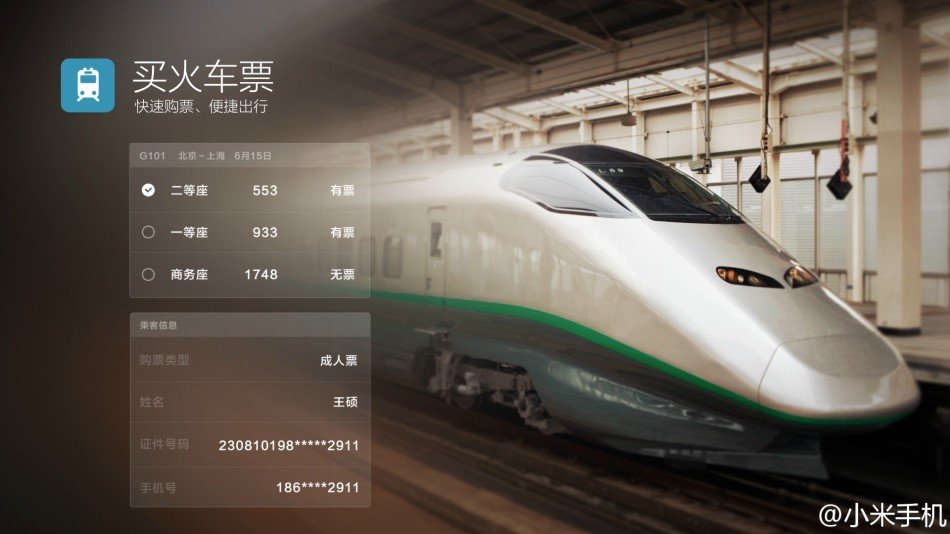 买火车票
快速购票、便捷出行
G101 北京-上海 6月15日
二等座 553 有票
一等座 933 有票
商务座 1748 无票
乘客信息
购票类型 成人票
姓名 王硕
证件号码 230810198*****2911
手机号 186****2911
@小米手机